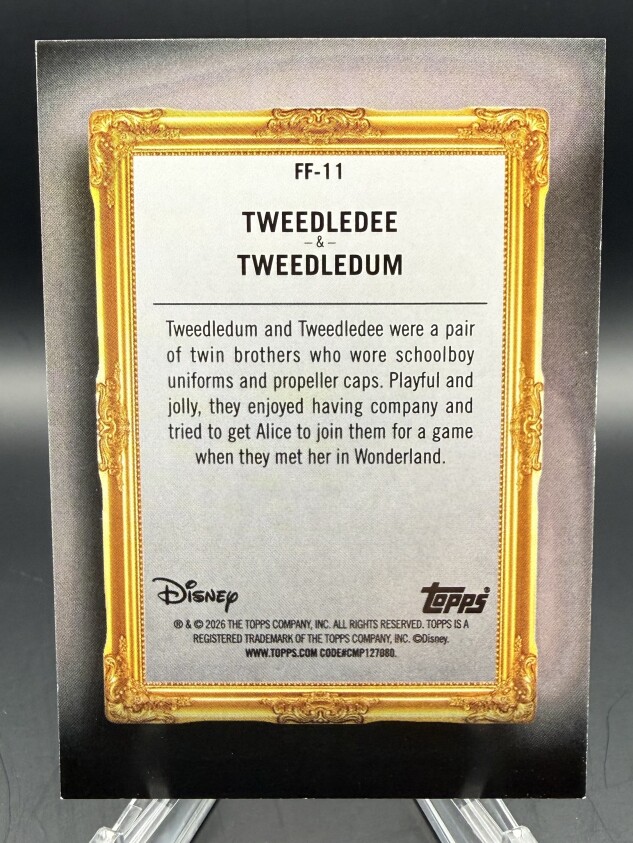 FF-11
TWEEDLEDEE
- & -
TWEEDLEDUM
Tweedledum and Tweedledee were a pair
of twin brothers who wore schoolboy
uniforms and propeller caps. Playful and
jolly, they enjoyed having company and
tried to get Alice to join them for a game
when they met her in Wonderland.
Disney topps®
® & © 2026 THE TOPPS COMPANY, INC. ALL RIGHTS RESERVED. TOPPS IS A
REGISTERED TRADEMARK OF THE TOPPS COMPANY, INC. ©Disney.
WWW.TOPPS.COM CODE#CMP127080.